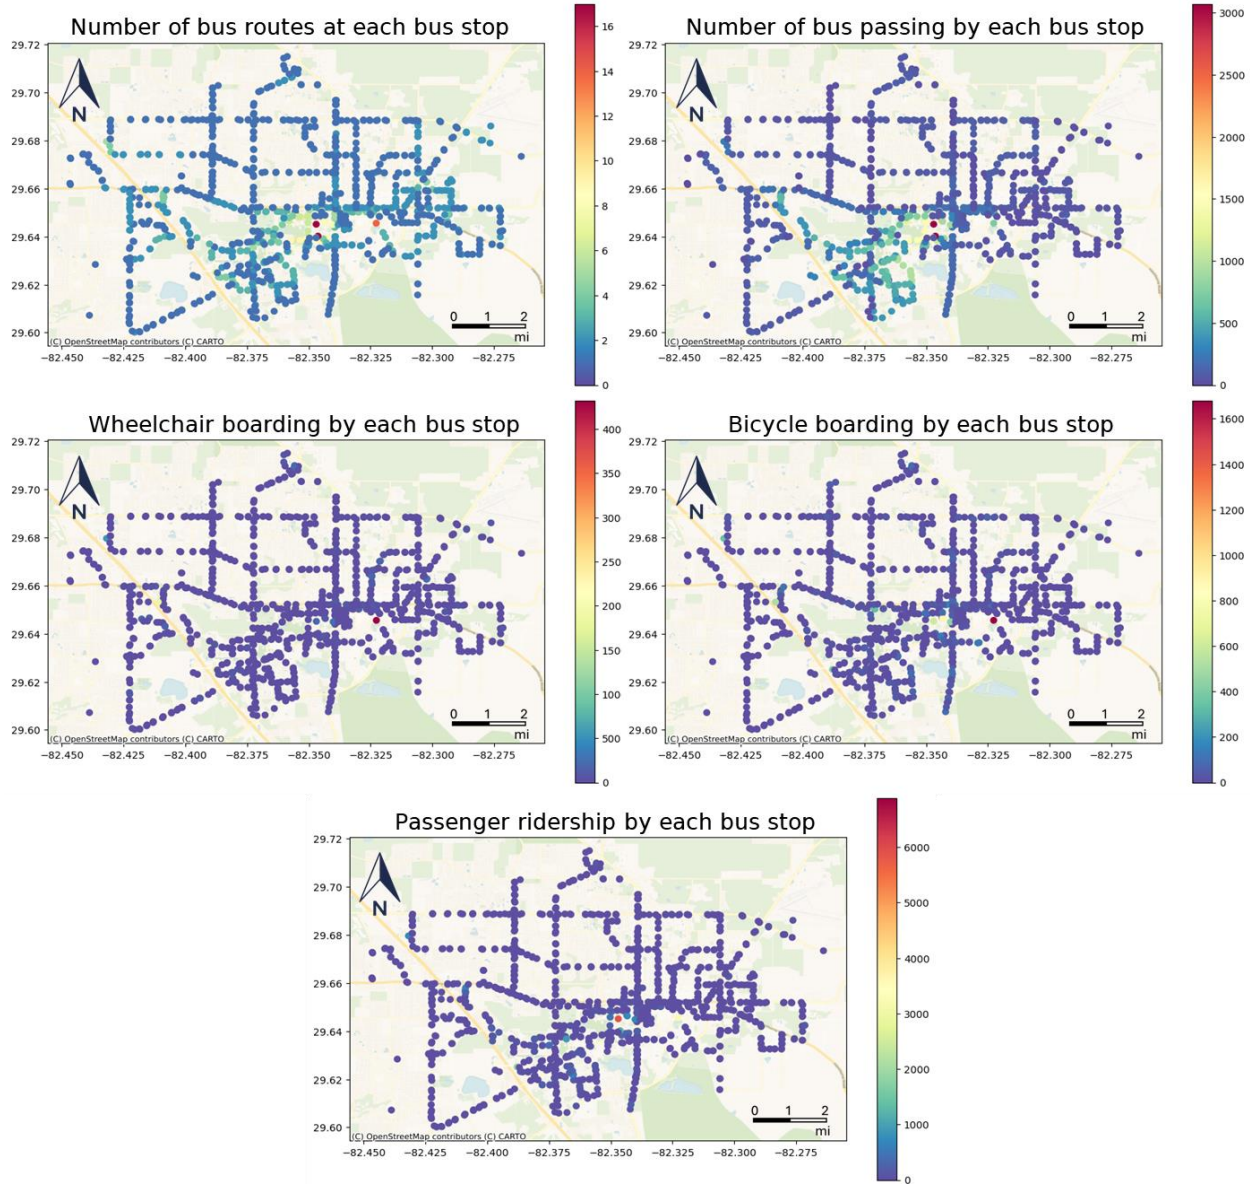 Number of bus routes at each bus stop
29.72
29.70
29.68
29.66
29.64
29.62
29.60
N
0 1 2
mi
(C) OpenStreetMap contributors (C) CARTO
−82.450 −82.425 −82.400 −82.375 −82.350 −82.325 −82.300 −82.275
16
14
12
10
8
6
4
2
0
Number of bus passing by each bus stop
29.72
29.70
29.68
29.66
29.64
29.62
29.60
N
0 1 2
mi
(C) OpenStreetMap contributors (C) CARTO
−82.450 −82.425 −82.400 −82.375 −82.350 −82.325 −82.300 −82.275
3000
2500
2000
1500
1000
500
0
Wheelchair boarding by each bus stop
29.72
29.70
29.68
29.66
29.64
29.62
29.60
N
0 1 2
mi
(C) OpenStreetMap contributors (C) CARTO
−82.450 −82.425 −82.400 −82.375 −82.350 −82.325 −82.300 −82.275
400
350
300
250
200
150
100
500
0
Bicycle boarding by each bus stop
29.72
29.70
29.68
29.66
29.64
29.62
29.60
N
0 1 2
mi
(C) OpenStreetMap contributors (C) CARTO
−82.450 −82.425 −82.400 −82.375 −82.350 −82.325 −82.300 −82.275
1600
1400
1200
1000
800
600
400
200
0
Passenger ridership by each bus stop
29.72
29.70
29.68
29.66
29.64
29.62
29.60
N
0 1 2
mi
(C) OpenStreetMap contributors (C) CARTO
−82.450 −82.425 −82.400 −82.375 −82.350 −82.325 −82.300 −82.275
6000
5000
4000
3000
2000
1000
0